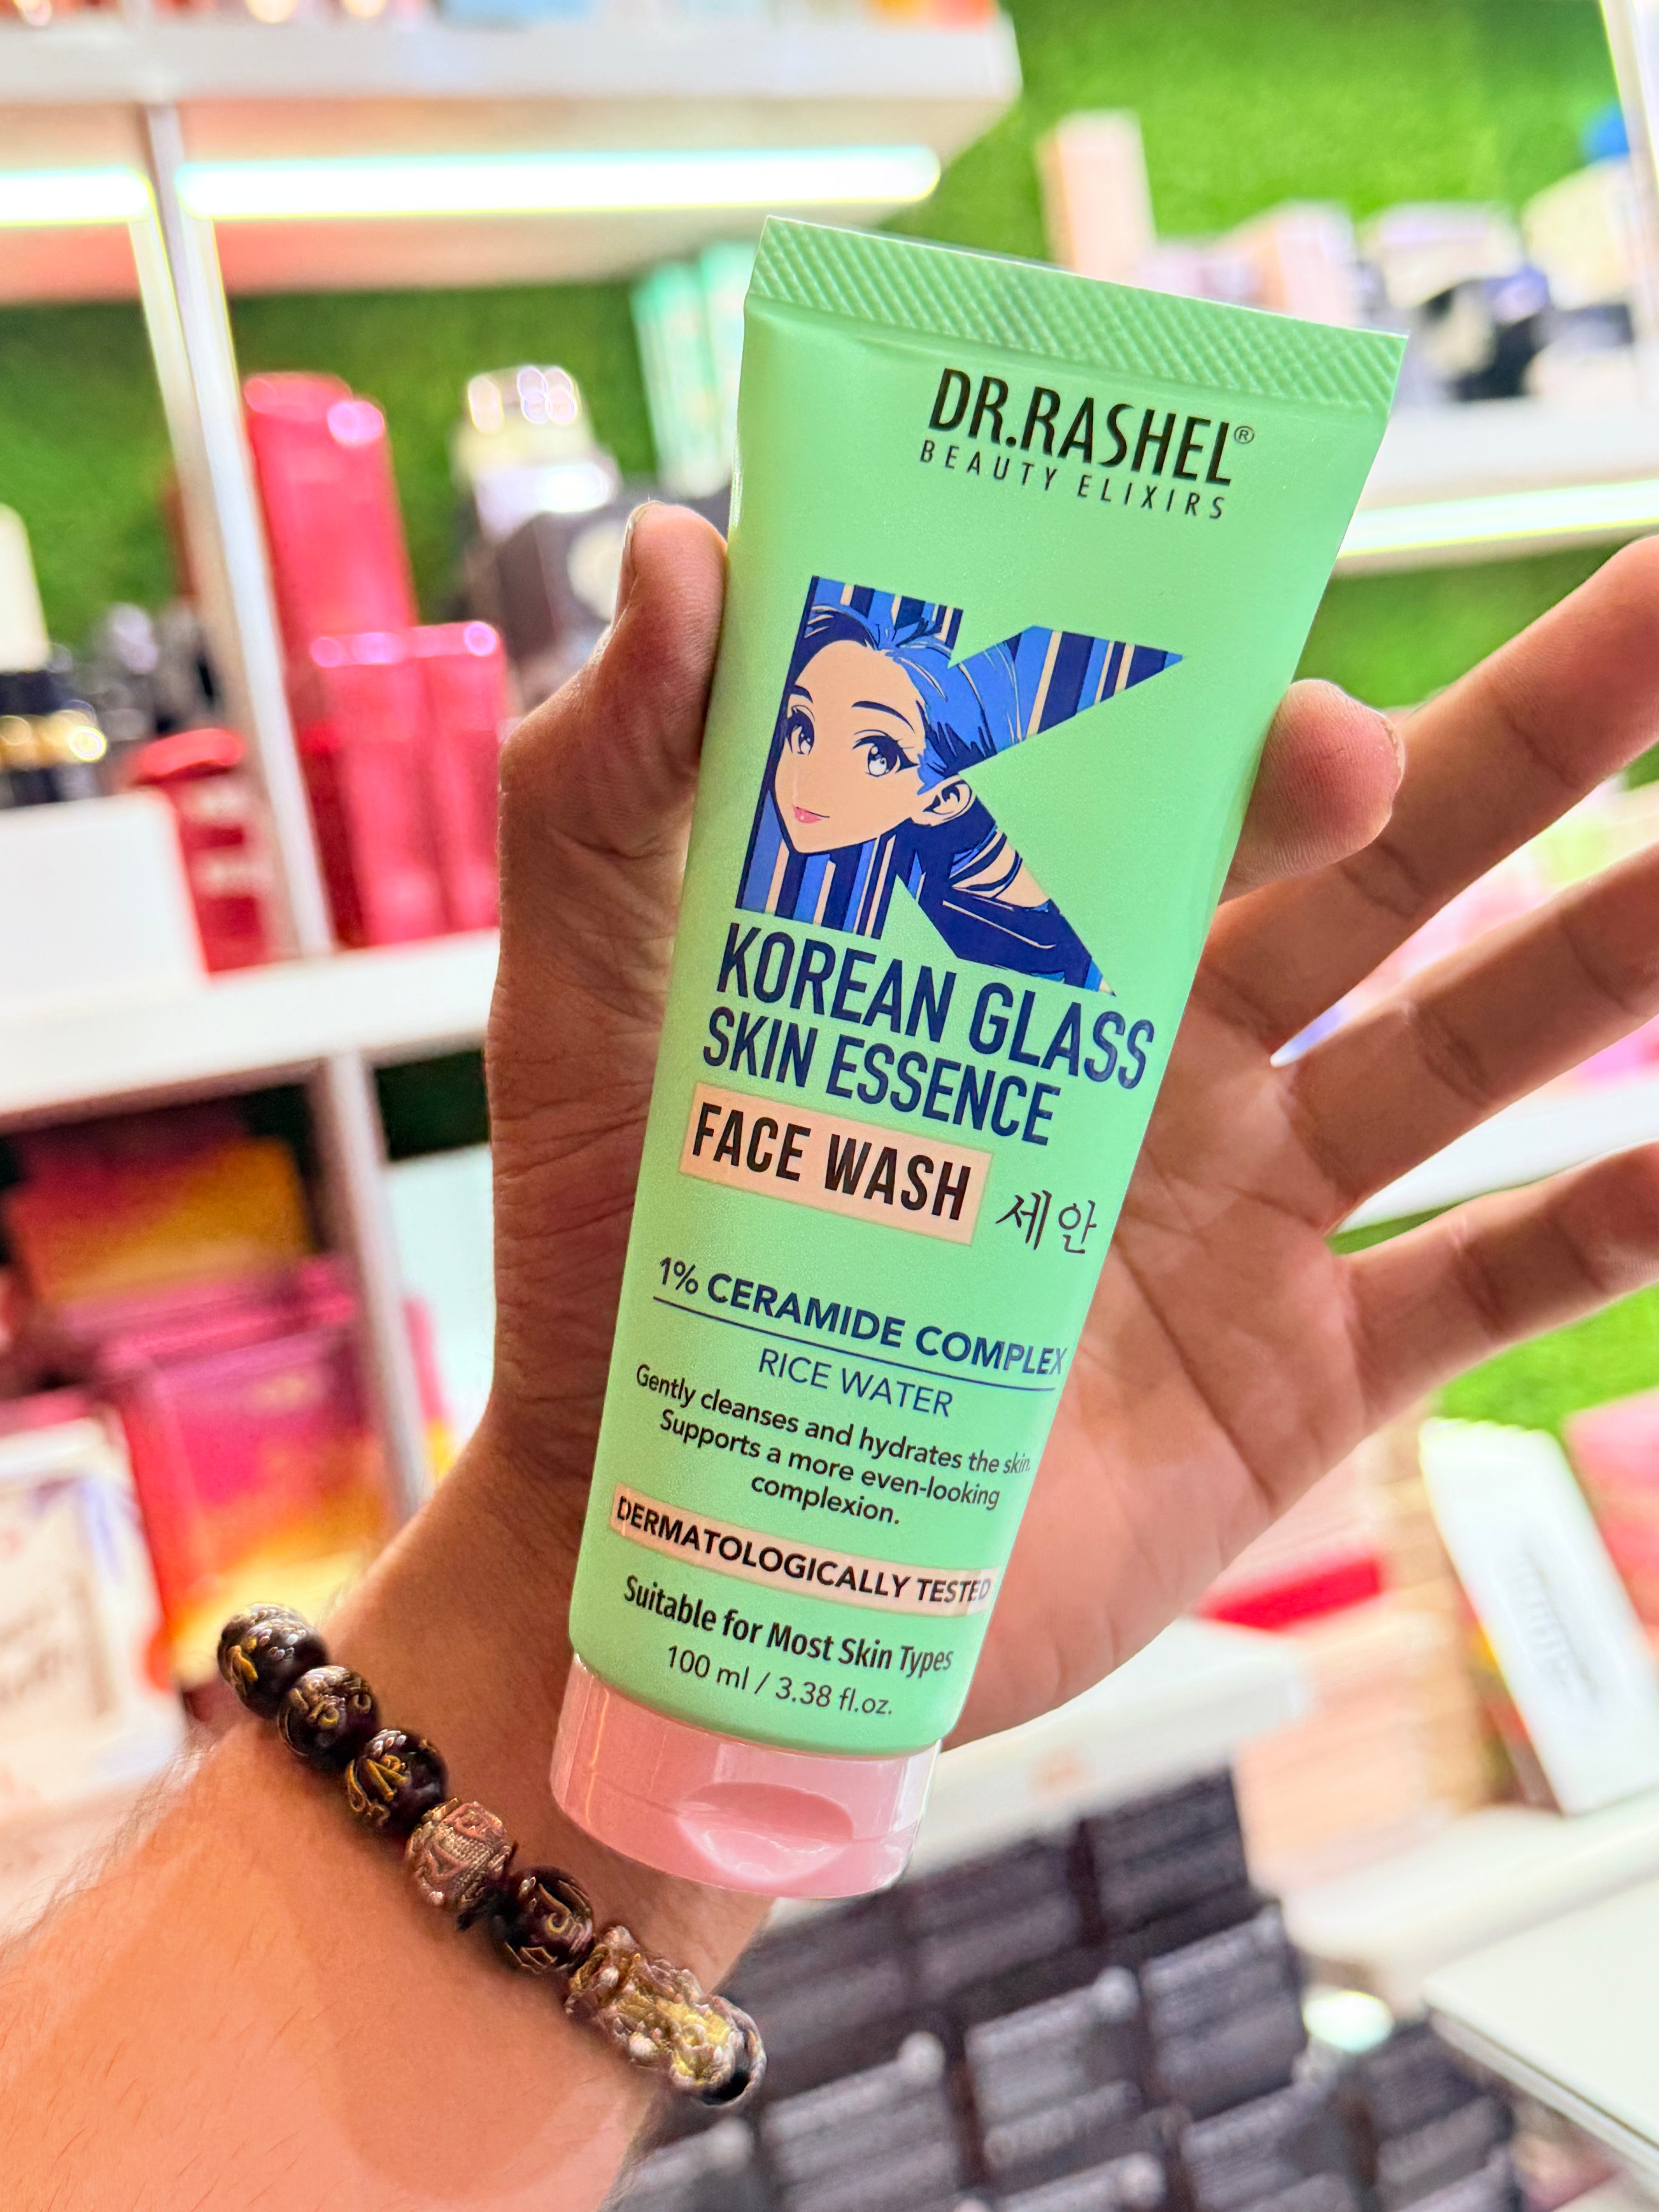 DR.RASHEL®
BEAUTY ELIXIRS
KOREAN GLASS
SKIN ESSENCE
FACE WASH 세안
1% CERAMIDE COMPLEX
RICE WATER
Gently cleanses and hydrates the skin.
Supports a more even-looking
complexion.
DERMATOLOGICALLY TESTED
Suitable for Most Skin Types
100 ml / 3.38 fl.oz.